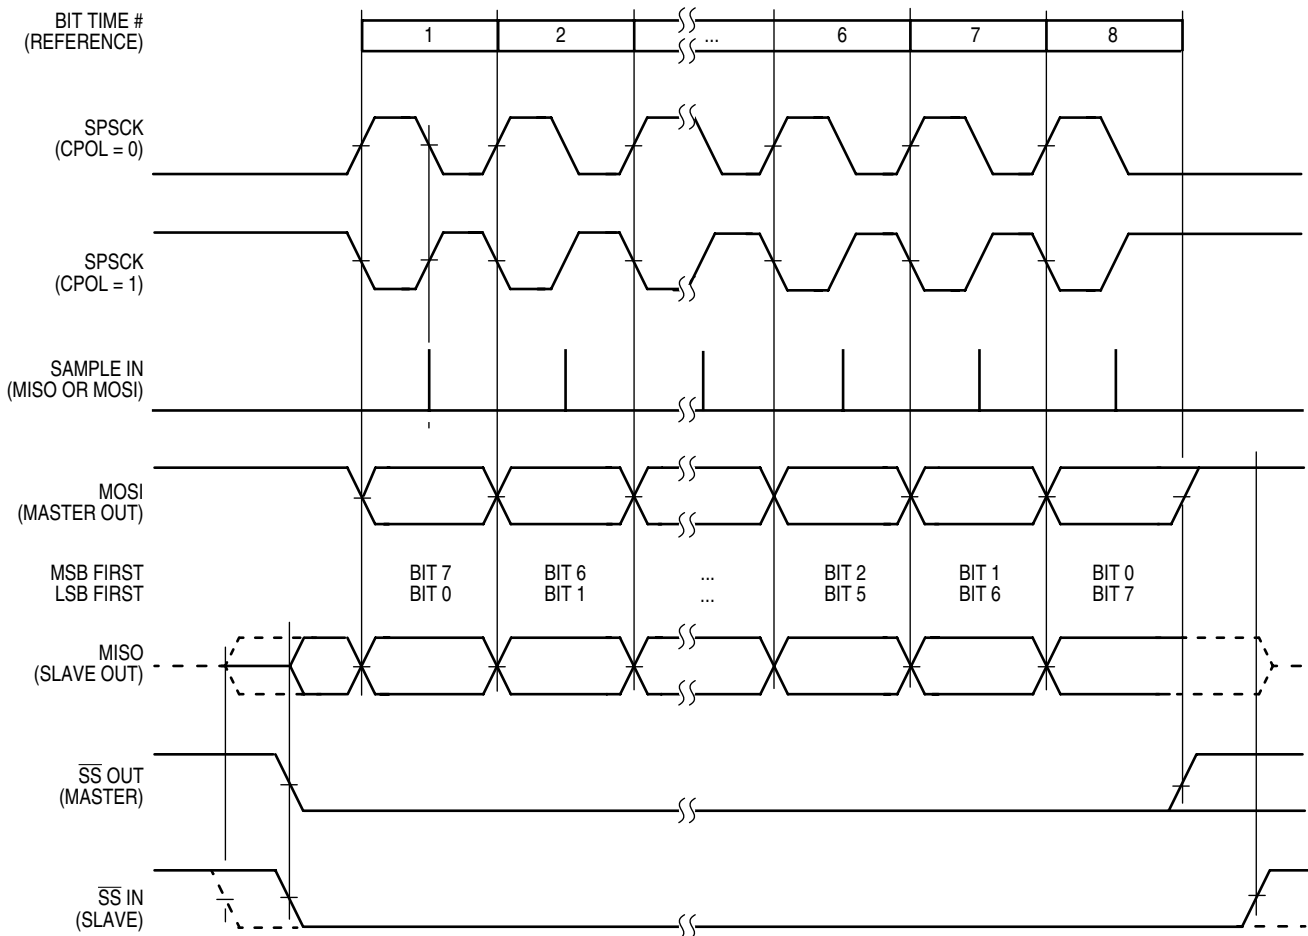 BIT TIME #
(REFERENCE)
1 2 ... 6 7 8
SPSCK
(CPOL = 0)
SPSCK
(CPOL = 1)
SAMPLE IN
(MISO OR MOSI)
MOSI
(MASTER OUT)
MSB FIRST BIT 7 BIT 6 ... BIT 2 BIT 1 BIT 0
LSB FIRST BIT 0 BIT 1 ... BIT 5 BIT 6 BIT 7
MISO
(SLAVE OUT)
S̅S̅ OUT
(MASTER)
S̅S̅ IN
(SLAVE)